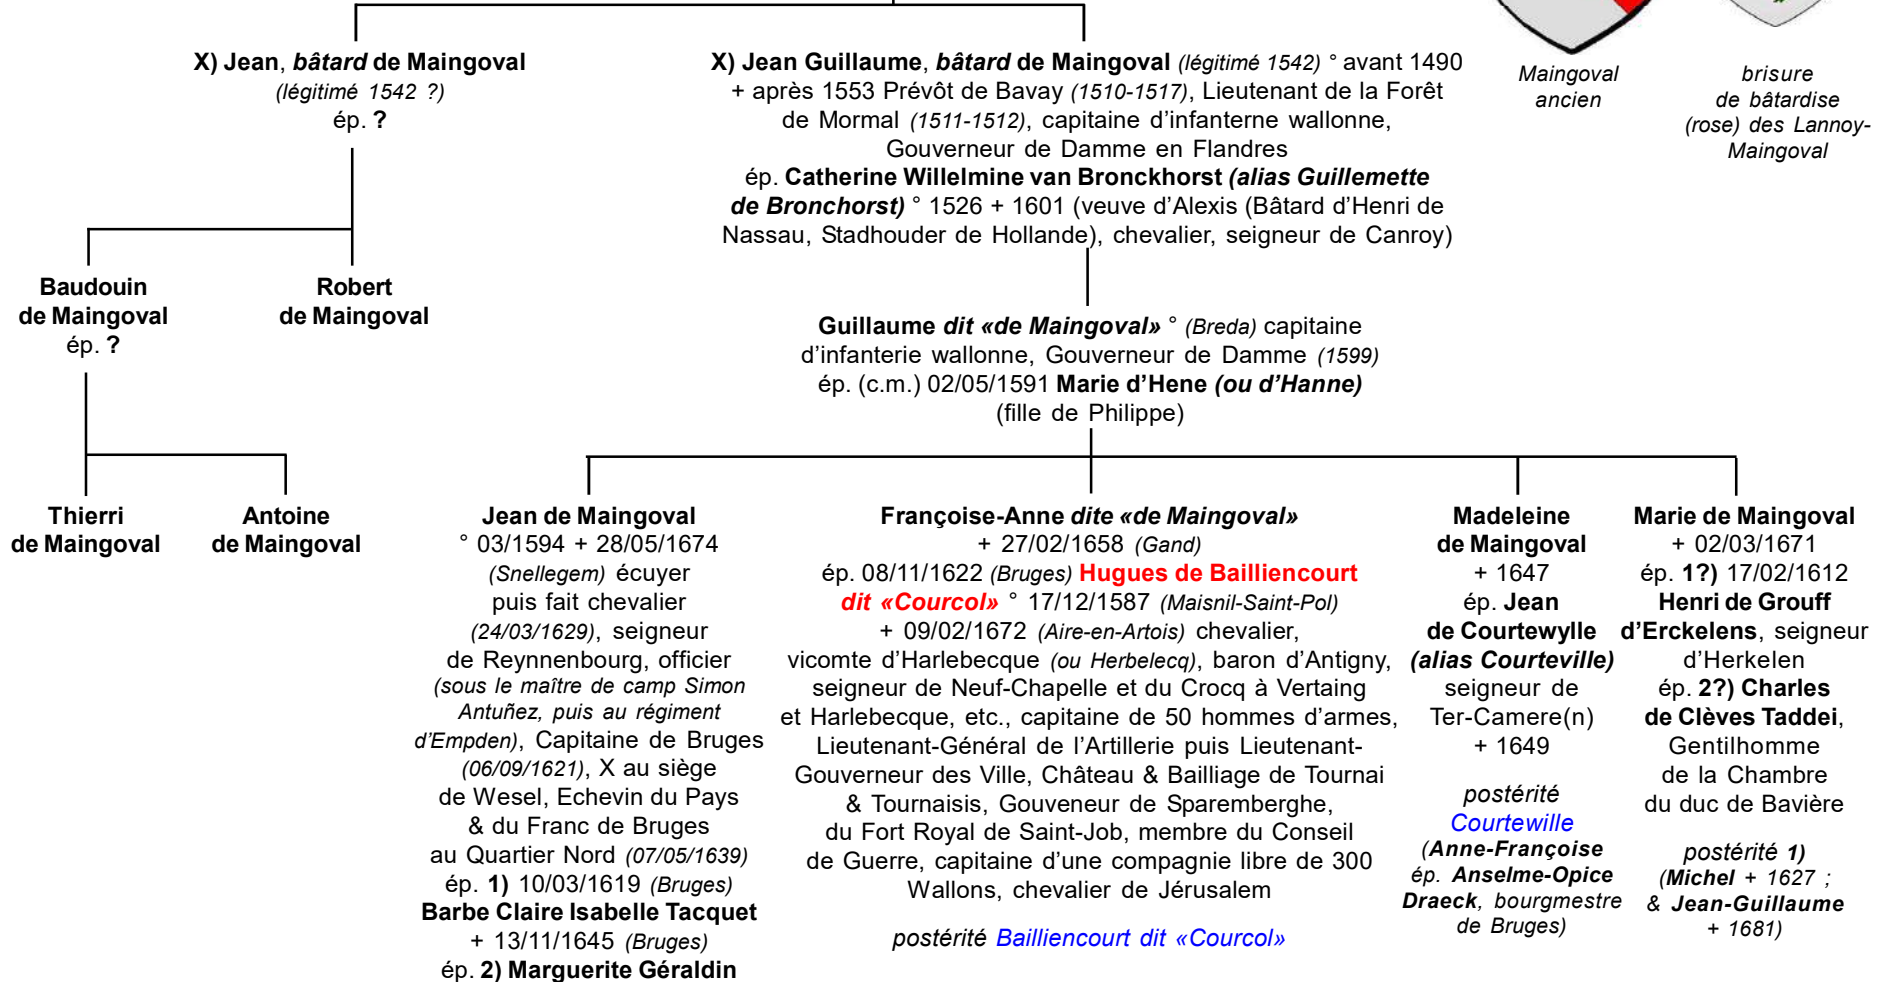 X) Jean, bâtard de Maingoval
(légitimé 1542 ?)
ép. ?
X) Jean Guillaume, bâtard de Maingoval (légitimé 1542) ° avant 1490
+ après 1553 Prévôt de Bavay (1510-1517), Lieutenant de la Forêt
de Mormal (1511-1512), capitaine d’infanterne wallonne,
Gouverneur de Damme en Flandres
ép. Catherine Willelmine van Bronckhorst (alias Guillemette
de Bronchorst) ° 1526 + 1601 (veuve d’Alexis (Bâtard d’Henri de
Nassau, Stadhouder de Hollande), chevalier, seigneur de Canroy)
Maingoval
ancien
brisure
de bâtardise
(rose) des Lannoy-
Maingoval
Baudouin
de Maingoval
ép. ?
Robert
de Maingoval
Guillaume dit «de Maingoval» ° (Breda) capitaine
d’infanterie wallonne, Gouverneur de Damme (1599)
ép. (c.m.) 02/05/1591 Marie d’Hene (ou d’Hanne)
(fille de Philippe)
Thierri
de Maingoval
Antoine
de Maingoval
Jean de Maingoval
° 03/1594 + 28/05/1674
(Snellegem) écuyer
puis fait chevalier
(24/03/1629), seigneur
de Reynnenbourg, officier
(sous le maître de camp Simon
Antuñez, puis au régiment
d’Empden), Capitaine de Bruges
(06/09/1621), X au siège
de Wesel, Echevin du Pays
& du Franc de Bruges
au Quartier Nord (07/05/1639)
ép. 1) 10/03/1619 (Bruges)
Barbe Claire Isabelle Tacquet
+ 13/11/1645 (Bruges)
ép. 2) Marguerite Géraldin
Françoise-Anne dite «de Maingoval»
+ 27/02/1658 (Gand)
ép. 08/11/1622 (Bruges) Hugues de Bailliencourt
dit «Courcol» ° 17/12/1587 (Maisnil-Saint-Pol)
+ 09/02/1672 (Aire-en-Artois) chevalier,
vicomte d’Harlebecque (ou Herbelecq), baron d’Antigny,
seigneur de Neuf-Chapelle et du Crocq à Vertaing
et Harlebecque, etc., capitaine de 50 hommes d’armes,
Lieutenant-Général de l’Artillerie puis Lieutenant-
Gouverneur des Ville, Château & Bailliage de Tournai
& Tournaisis, Gouveneur de Sparemberghe,
du Fort Royal de Saint-Job, membre du Conseil
de Guerre, capitaine d’une compagnie libre de 300
Wallons, chevalier de Jérusalem
postérité Bailliencourt dit «Courcol»
Madeleine
de Maingoval
+ 1647
ép. Jean
de Courtewylle
(alias Courteville)
seigneur de
Ter-Camere(n)
+ 1649
postérité
Courtewille
(Anne-Françoise
ép. Anselme-Opice
Draeck, bourgmestre
de Bruges)
Marie de Maingoval
+ 02/03/1671
ép. 1?) 17/02/1612
Henri de Grouff
d’Erckelens, seigneur
d’Herkelen
ép. 2?) Charles
de Clèves Taddei,
Gentilhomme
de la Chambre
du duc de Bavière
postérité 1)
(Michel + 1627 ;
& Jean-Guillaume
+ 1681)